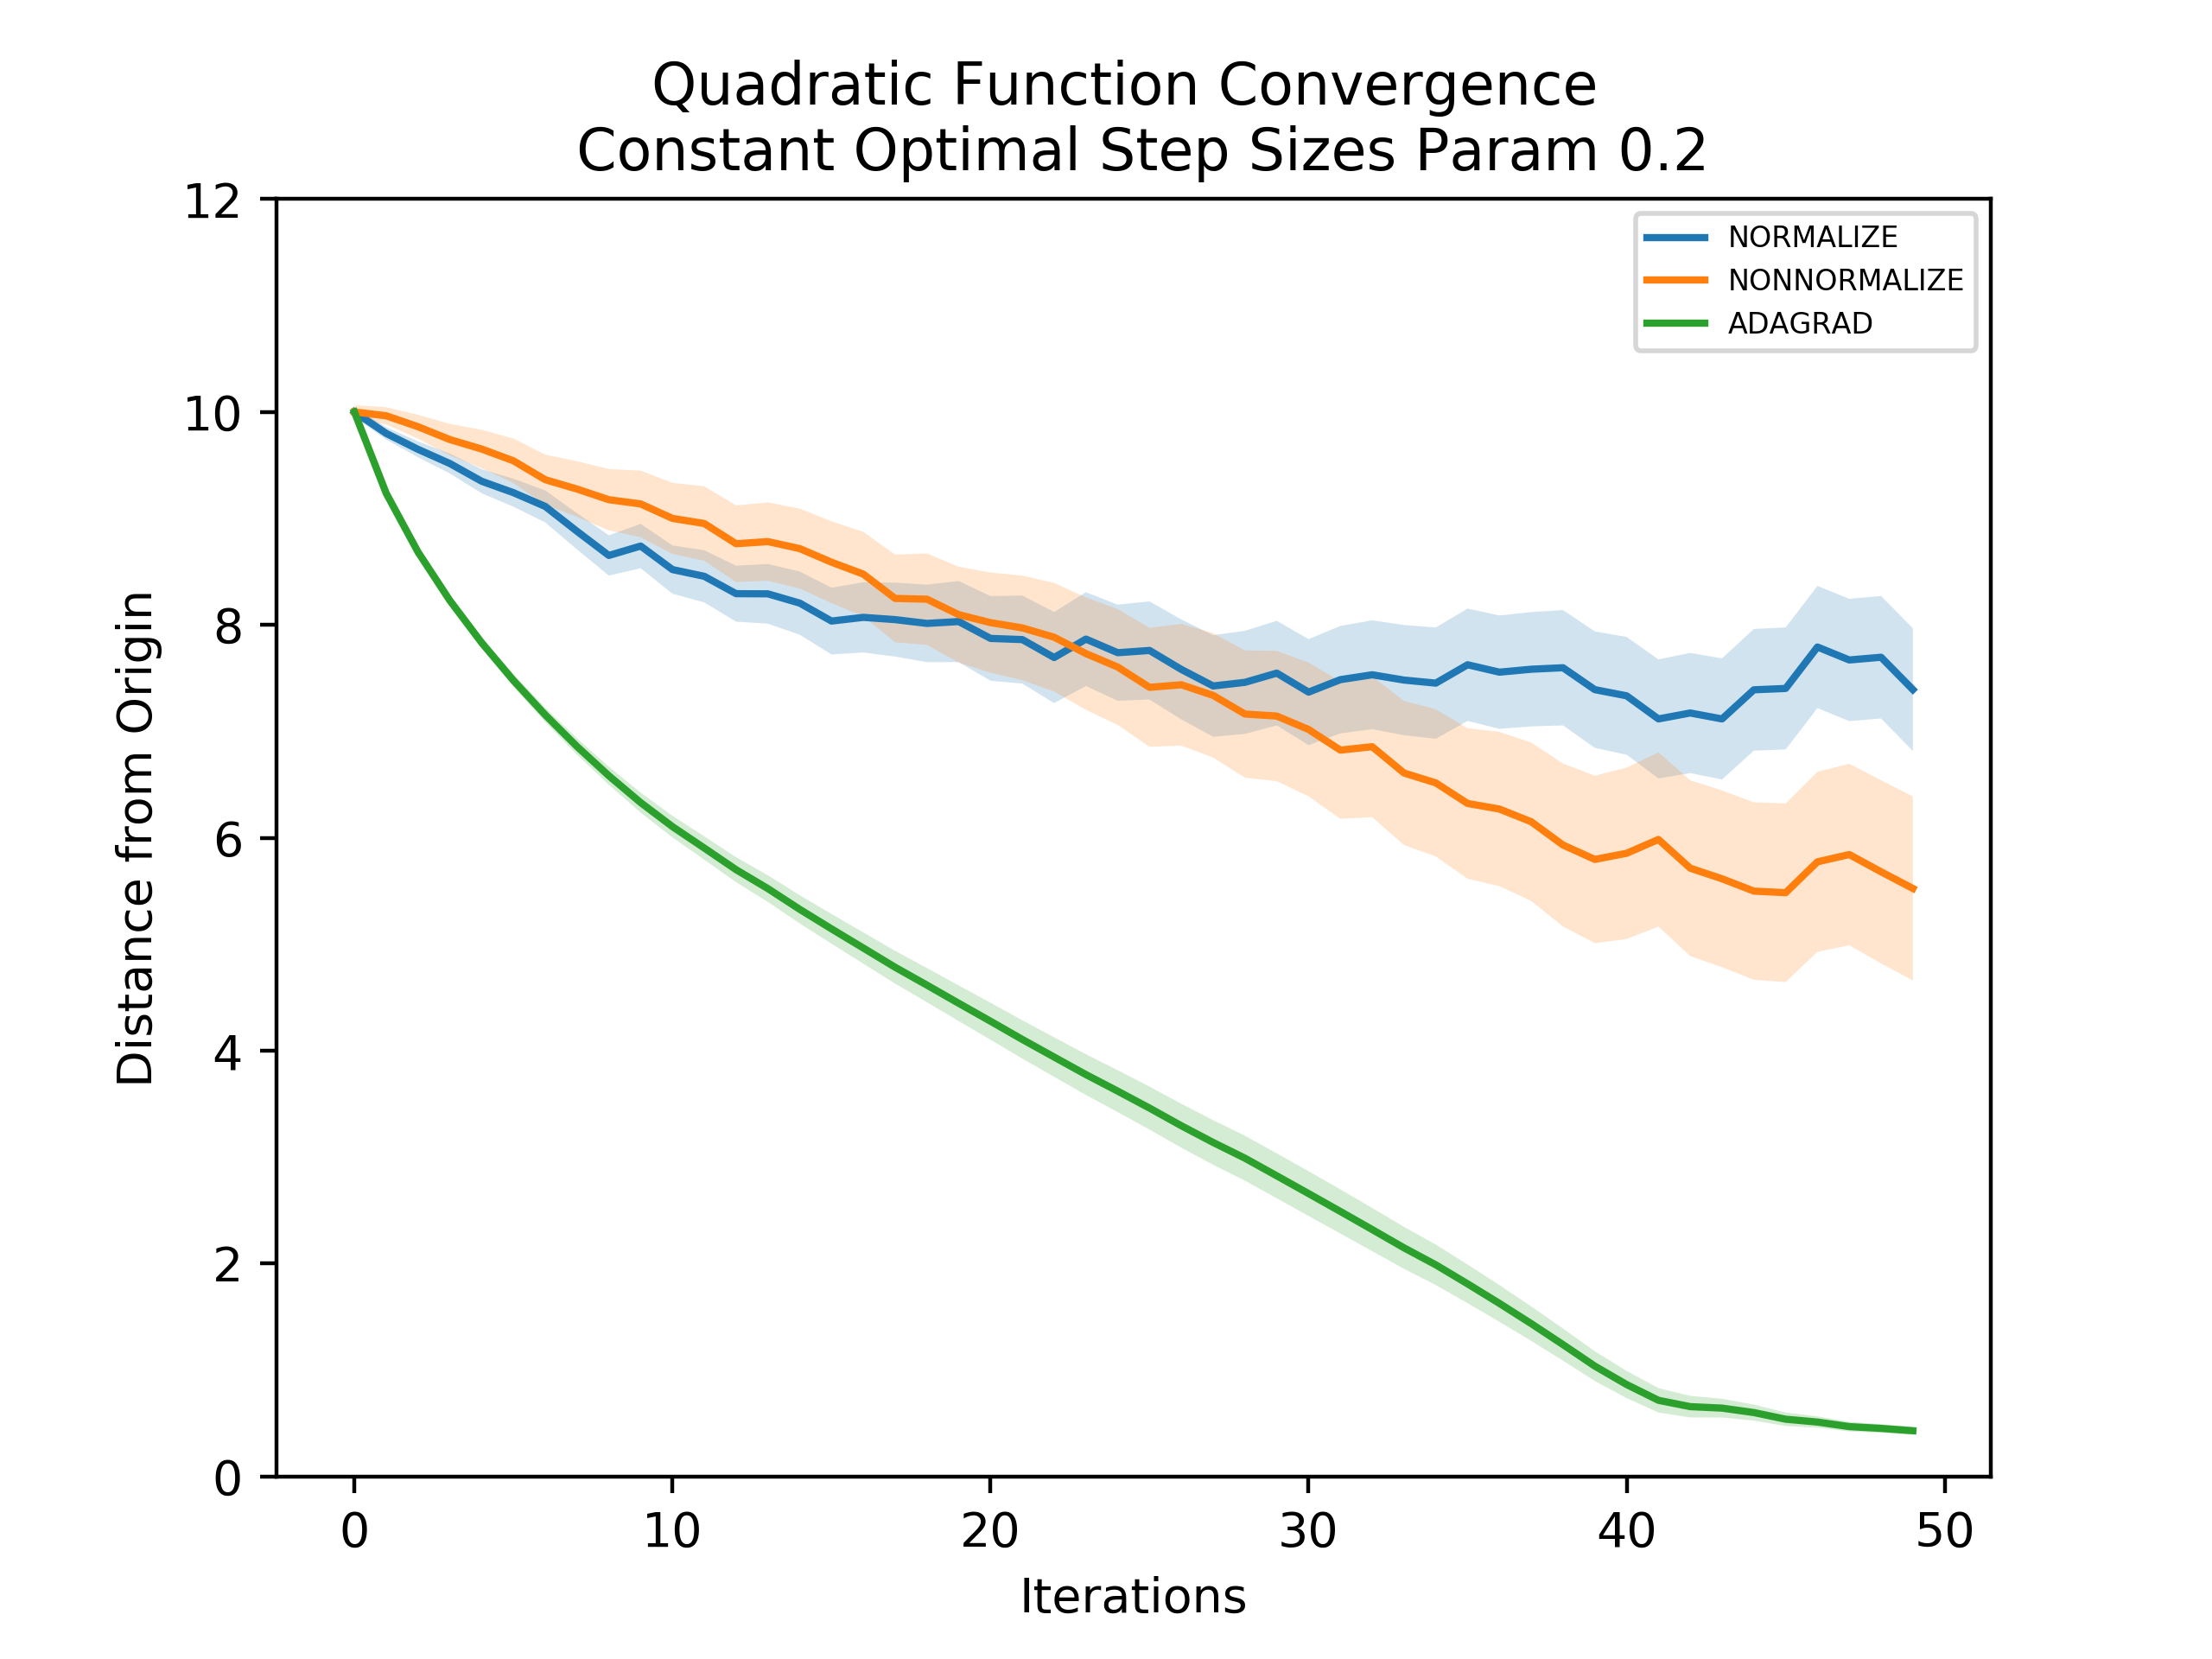 Quadratic Function Convergence
Constant Optimal Step Sizes Param 0.2
12
10
8
6
4
2
0
Distance from Origin
NORMALIZE
NONNORMALIZE
ADAGRAD
0 10 20 30 40 50
Iterations